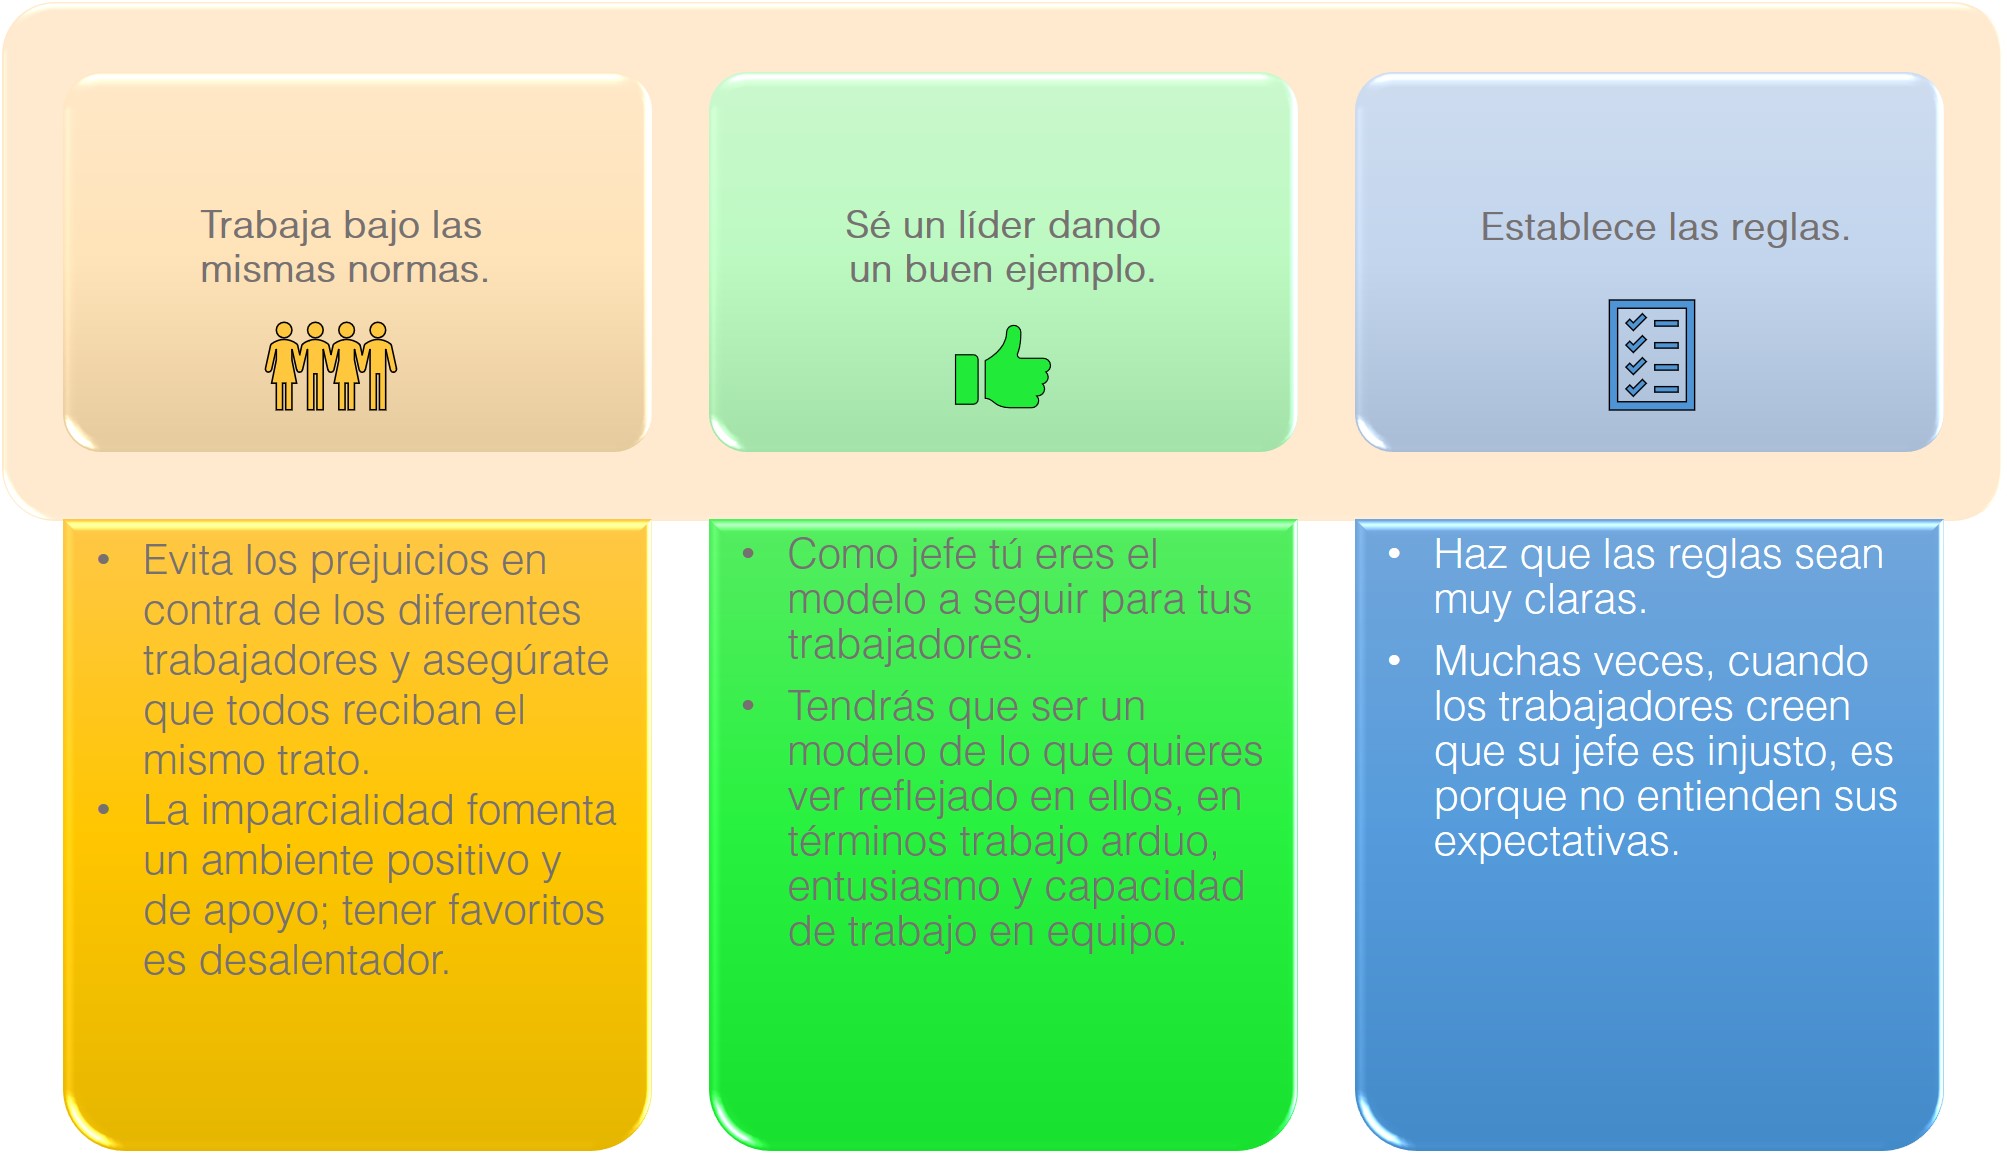 Trabaja bajo las
mismas normas.
Sé un líder dando
un buen ejemplo.
Establece las reglas.
• Evita los prejuicios en
contra de los diferentes
trabajadores y asegúrate
que todos reciban el
mismo trato.
• La imparcialidad fomenta
un ambiente positivo y
de apoyo; tener favoritos
es desalentador.
• Como jefe tú eres el
modelo a seguir para tus
trabajadores.
• Tendrás que ser un
modelo de lo que quieres
ver reflejado en ellos, en
términos trabajo arduo,
entusiasmo y capacidad
de trabajo en equipo.
• Haz que las reglas sean
muy claras.
• Muchas veces, cuando
los trabajadores creen
que su jefe es injusto, es
porque no entienden sus
expectativas.